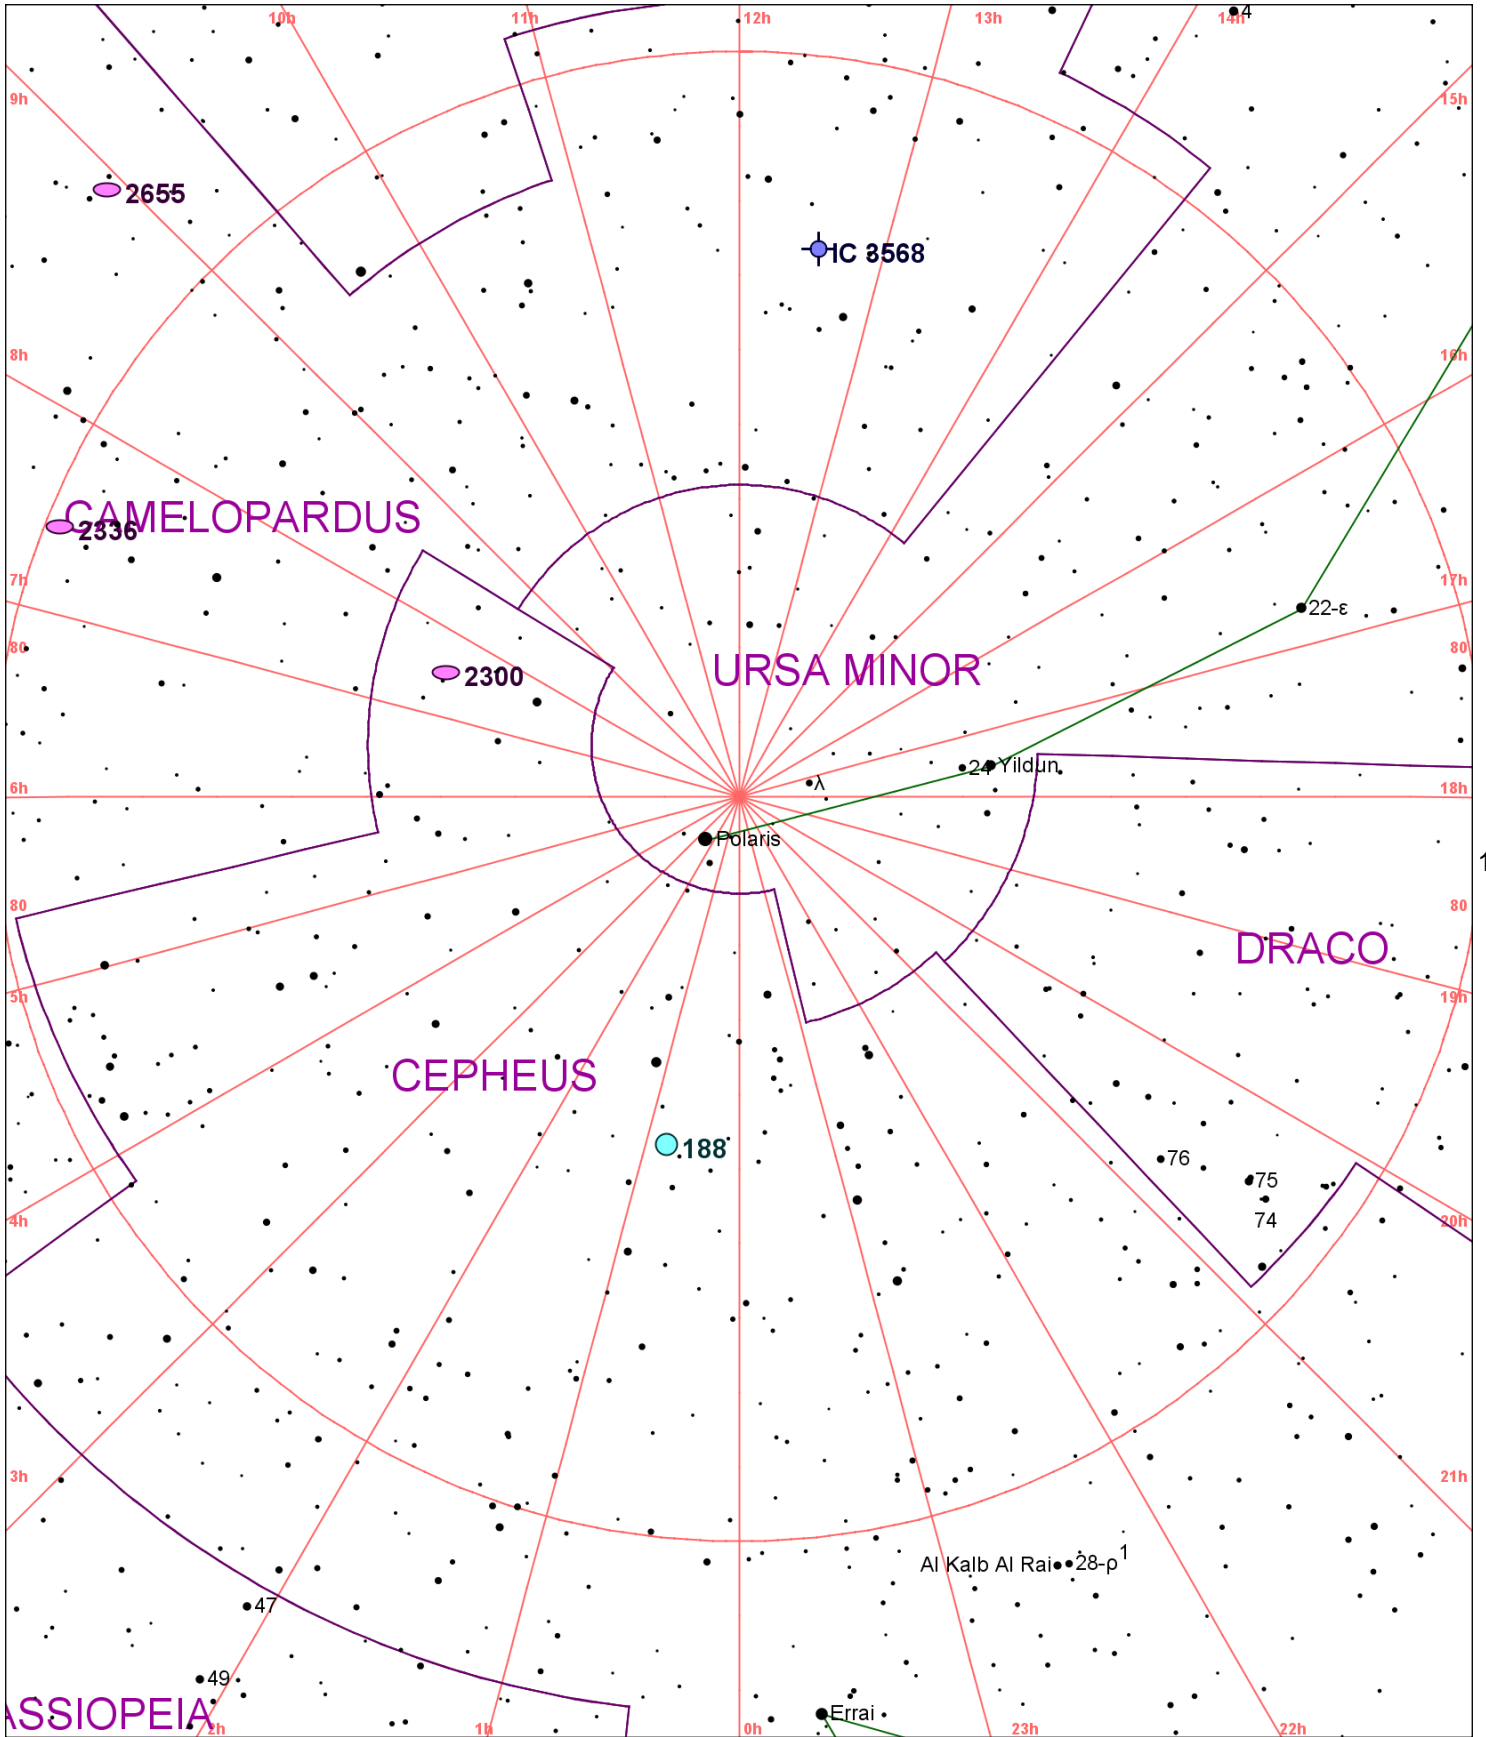 10h
11h
12h
13h
14h
4
9h
15h
2655
IC 3568
8h
16h
CAMELOPARDUS
2336
7h
17h
22-ε
80
80
URSA MINOR
2300
24
Yildun
λ
6h
18h
Polaris
1
80
80
DRACO
5h
19h
CEPHEUS
188
76
75
74
4h
20h
3h
21h
Al Kalb Al Rai
28-ρ1
47
49
ASSIOPEIA
Errai
2h
1h
0h
23h
22h